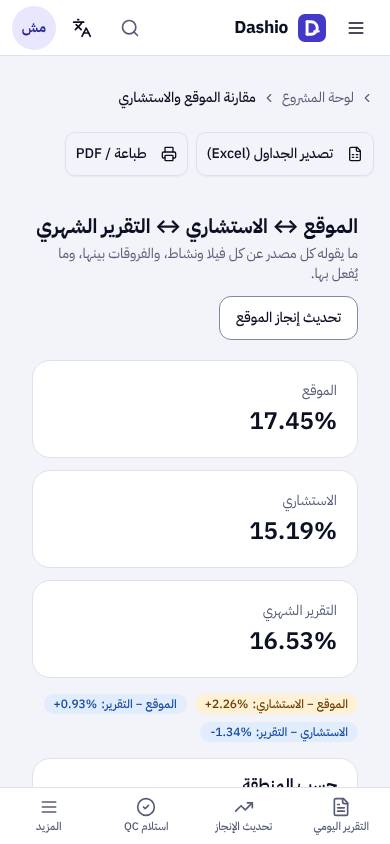 Dashio
مش
لوحة المشروع
مقارنة الموقع والاستشاري
تصدير الجداول (Excel)
طباعة / PDF
الموقع ↔ الاستشاري ↔ التقرير الشهري
ما يقوله كل مصدر عن كل فيلا ونشاط، والفروقات بينها، وما
يُفعل بها.
تحديث إنجاز الموقع
الموقع
17.45%
الاستشاري
15.19%
التقرير الشهري
16.53%
الموقع − الاستشاري: 2.26%+
الموقع − التقرير: 0.93%+
الاستشاري − التقرير: 1.34%-
حسب المنطقة
التقرير اليومي
تحديث الإنجاز
استلام QC
المزيد